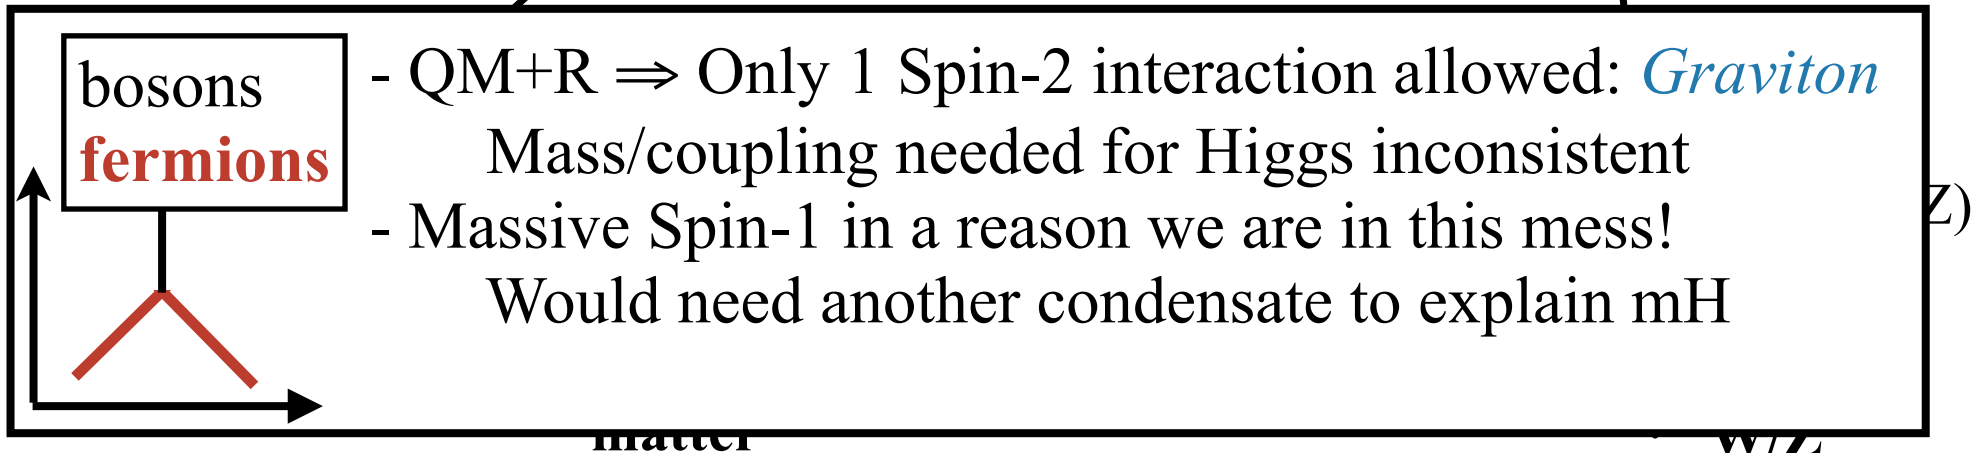 bosons
fermions
- QM+R ⇒ Only 1 Spin-2 interaction allowed: Graviton
Mass/coupling needed for Higgs inconsistent
- Massive Spin-1 in a reason we are in this mess!
Would need another condensate to explain mH
Z)
matter
W/Z